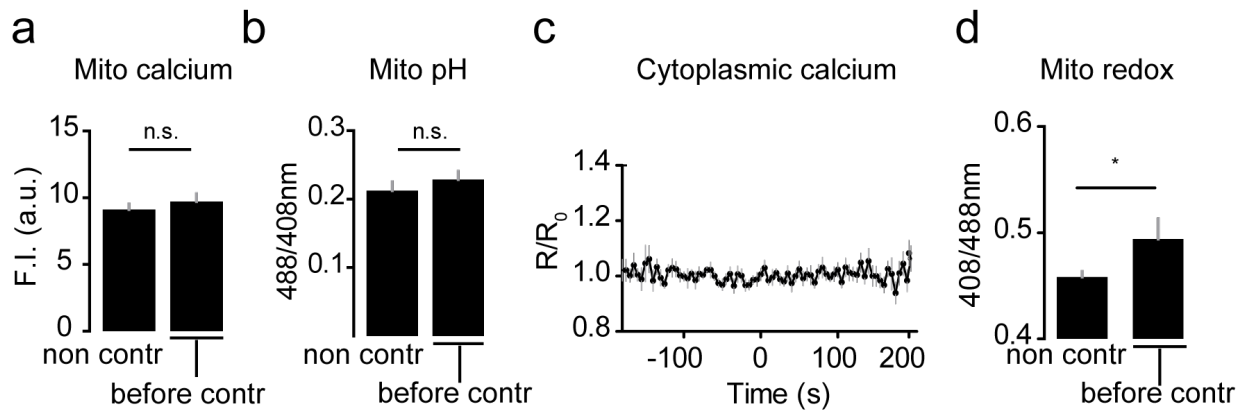 a
Mito calcium
15
10
5
0
F.I. (a.u.)
n.s.
non contr
before contr
b
Mito pH
0.3
0.2
0.1
488/408nm
n.s.
non contr
before contr
c
Cytoplasmic calcium
1.4
1.2
1.0
0.8
R/R0
-100 0 100 200
Time (s)
d
Mito redox
0.6
0.5
0.4
408/488nm
*
non contr
before contr